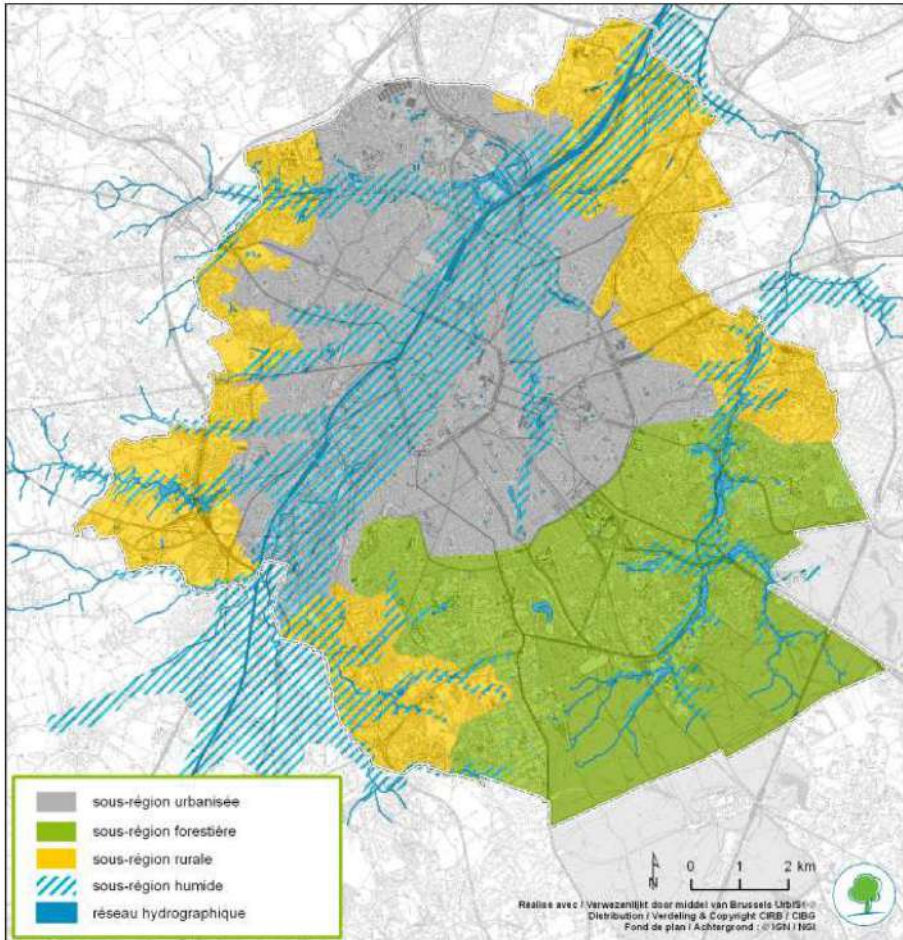 sous-région urbanisée
sous-région forestière
sous-région rurale
sous-région humide
réseau hydrographique
N
0 1 2 km
Réalisé avec / Verwezenlijkt door middel van Brussels UrbIS®©
Distribution / Verdeling & Copyright CIRB / CIBG
Fond de plan / Achtergrond : © IGN / NGI